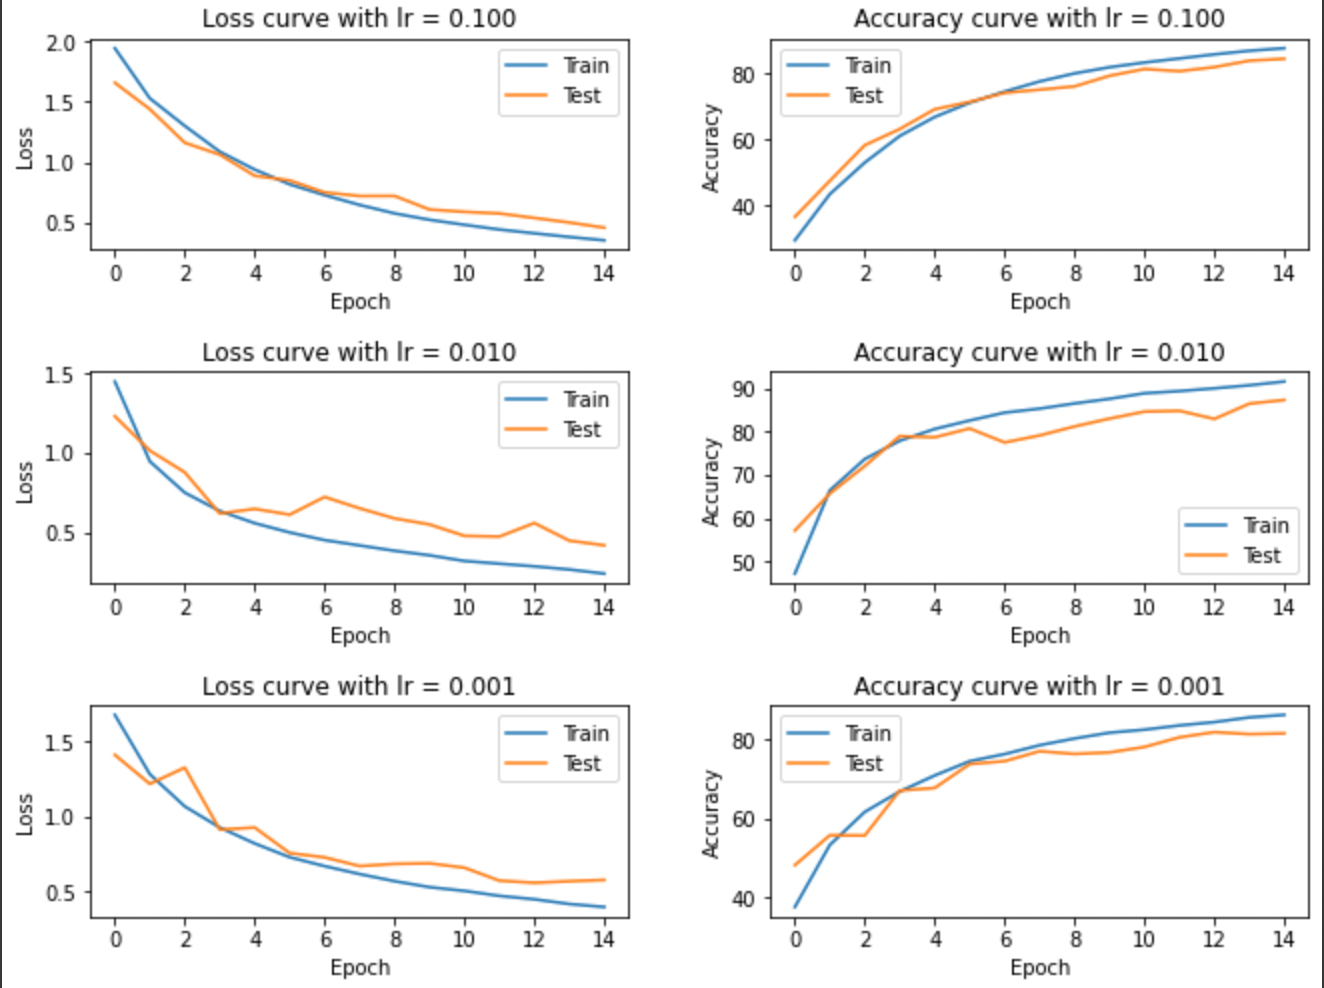 Loss curve with lr = 0.100
2.0
1.5
1.0
0.5
Loss
Train
Test
0 2 4 6 8 10 12 14
Epoch
Accuracy curve with lr = 0.100
80
60
40
Accuracy
Train
Test
0 2 4 6 8 10 12 14
Epoch
Loss curve with lr = 0.010
1.5
1.0
0.5
Loss
Train
Test
0 2 4 6 8 10 12 14
Epoch
Accuracy curve with lr = 0.010
90
80
70
60
50
Accuracy
Train
Test
0 2 4 6 8 10 12 14
Epoch
Loss curve with lr = 0.001
1.5
1.0
0.5
Loss
Train
Test
0 2 4 6 8 10 12 14
Epoch
Accuracy curve with lr = 0.001
80
60
40
Accuracy
Train
Test
0 2 4 6 8 10 12 14
Epoch